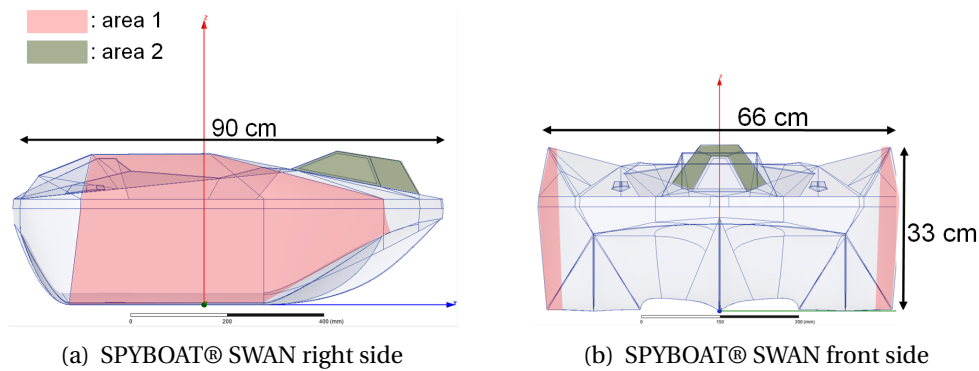 : area 1
: area 2
z
90 cm
0
200
400 (mm)
(a) SPYBOAT® SWAN right side
z
66 cm
33 cm
0
150
300 (mm)
(b) SPYBOAT® SWAN front side